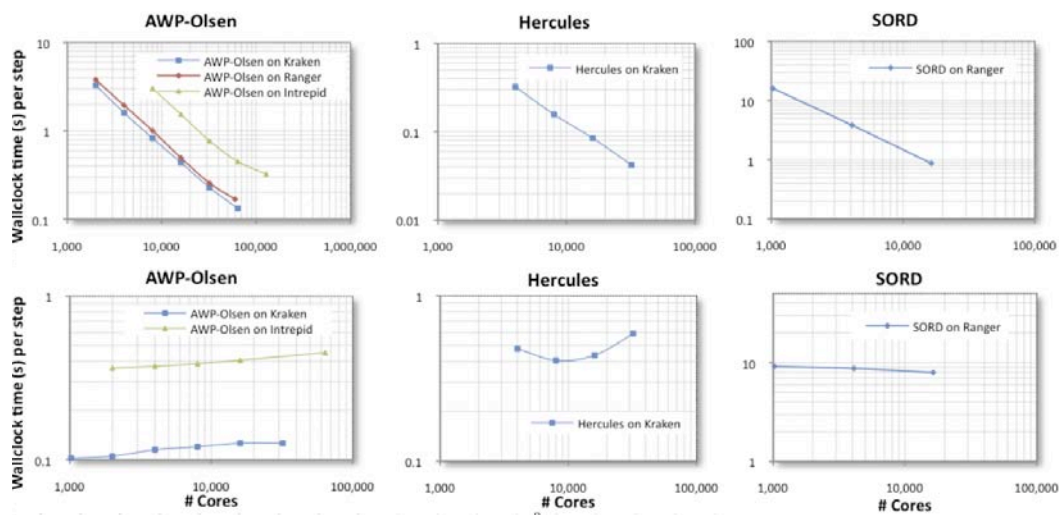 AWP-Olsen
Wallclock time (s) per step
10
1
0.1
1,000
10,000
100,000
1,000,000
AWP-Olsen on Kraken
AWP-Olsen on Ranger
AWP-Olsen on Intrepid
Hercules
1
0.1
0.01
1,000
10,000
100,000
Hercules on Kraken
SORD
100
10
1
0.1
1,000
10,000
100,000
SORD on Ranger
AWP-Olsen
Wallclock time (s) per step
1
0.1
1,000
10,000
100,000
# Cores
AWP-Olsen on Kraken
AWP-Olsen on Intrepid
Hercules
1
0.1
1,000
10,000
100,000
# Cores
Hercules on Kraken
SORD
10
1
1,000
10,000
100,000
# Cores
SORD on Ranger